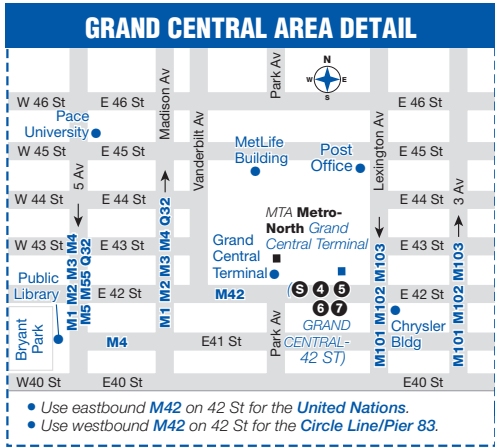 GRAND CENTRAL AREA DETAIL
N
W E
S
Park Av
Madison Av
W 46 St E 46 St E 46 St
Pace
University
Vanderbilt Av
MetLife
Building
Post
Office
W 45 St E 45 St E 45 St
5 Av
Lexington Av
3 Av
W 44 St E 44 St E 44 St
MTA Metro-
North Grand
Central Terminal
W 43 St E 43 St E 43 St
Grand
Central
Terminal
M1 M2 M3 M4
M5 M55 Q32
M1 M2 M3 M4 Q32
M101 M102 M103
M101 M102 M103
Public
Library
E 42 St M42 E 42 St
(S 4 5
6 7
GRAND
CENTRAL-
42 ST)
Chrysler
Bldg
Bryant
Park
M4 E41 St
Park Av
W40 St E40 St E40 St
• Use eastbound M42 on 42 St for the United Nations.
• Use westbound M42 on 42 St for the Circle Line/Pier 83.